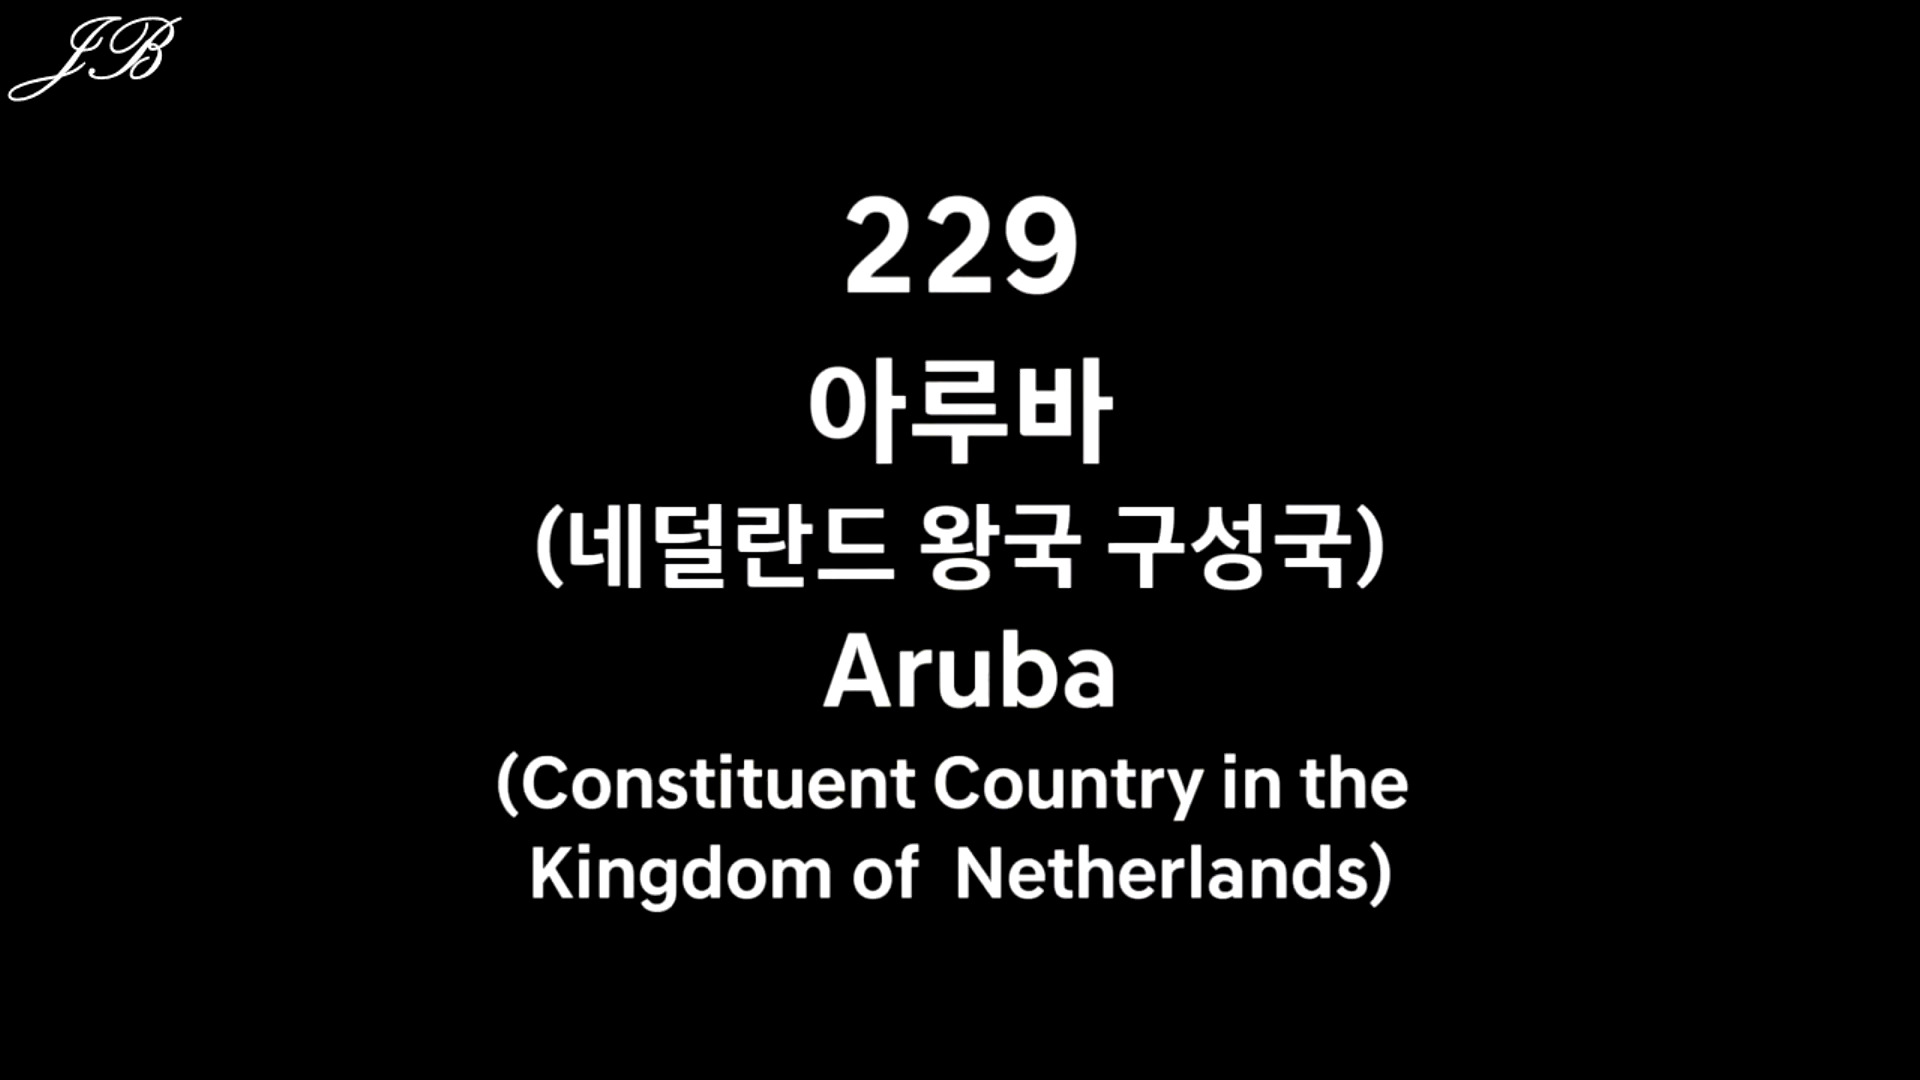 JB
229
아루바
(네덜란드 왕국 구성국)
Aruba
(Constituent Country in the
Kingdom of  Netherlands)